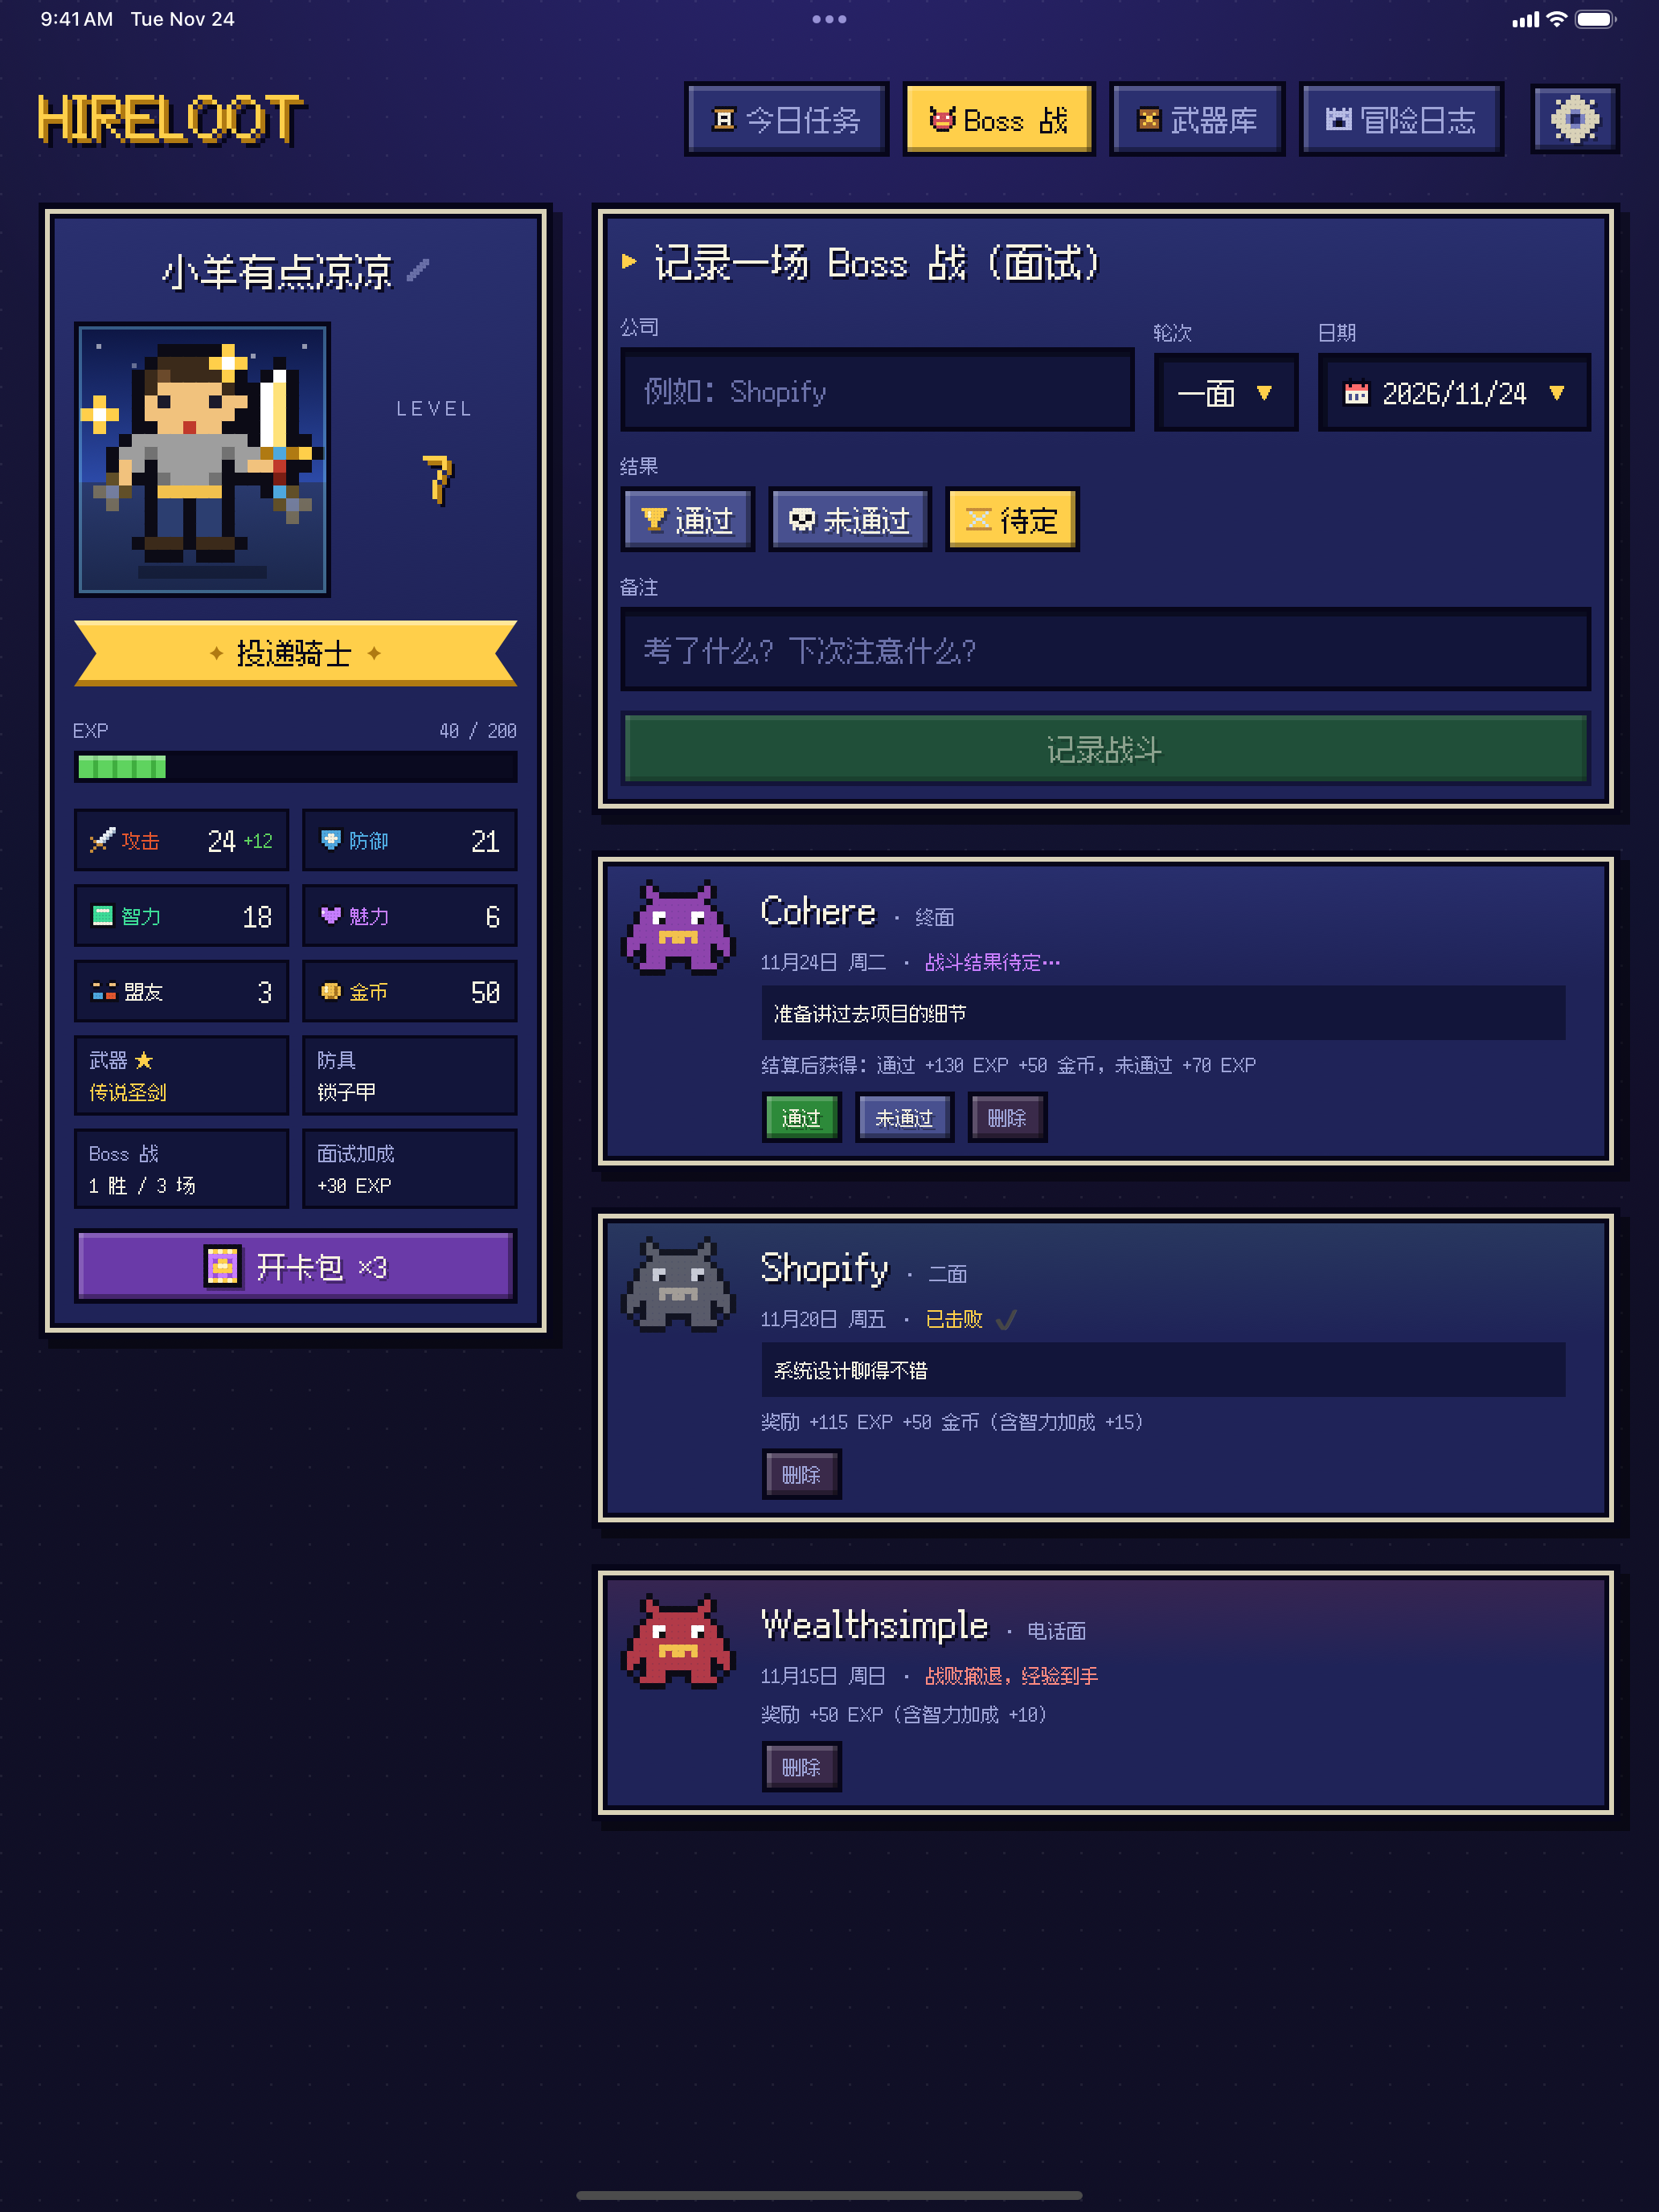 9:41 AM Tue Nov 24
HIRELOOT
今日任务
Boss 战
武器库
冒险日志
小羊有点凉凉
LEVEL
7
投递骑士
EXP 40 / 200
攻击 24 +12
防御 21
智力 18
魅力 6
盟友 3
金币 50
武器
传说圣剑
防具
锁子甲
Boss 战
1 胜 / 3 场
面试加成
+30 EXP
开卡包 ×3
记录一场 Boss 战（面试）
公司
例如：Shopify
轮次
一面
日期
2026/11/24
结果
通过
未通过
待定
备注
考了什么？下次注意什么？
记录战斗
Cohere · 终面
11月24日 周二 · 战斗结果待定…
准备讲过去项目的细节
结算后获得：通过 +130 EXP +50 金币，未通过 +70 EXP
通过
未通过
删除
Shopify · 二面
11月20日 周五 · 已击败
系统设计聊得不错
奖励 +115 EXP +50 金币（含智力加成 +15）
删除
Wealthsimple · 电话面
11月15日 周日 · 战败撤退，经验到手
奖励 +50 EXP（含智力加成 +10）
删除